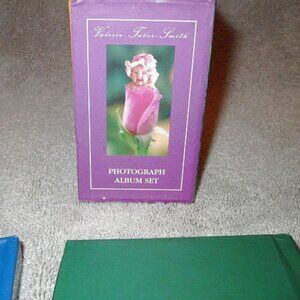 Valerie Tabor-Smith
PHOTOGRAPH
ALBUM SET